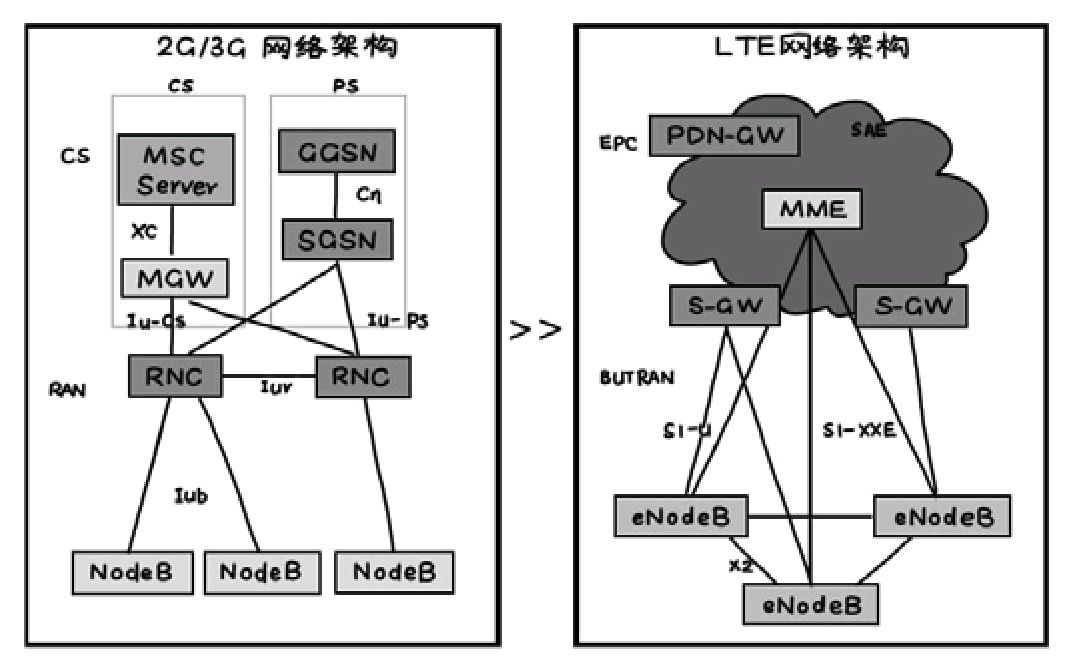 2G/3G 网络架构
CS
PS
CS
MSC
Server
GGSN
Cn
XC
SGSN
MGW
Iu-Cs
Iu-PS
RNC
RNC
RAN
Iur
Iub
NodeB
NodeB
NodeB
>>
LTE网络架构
EPC
PDN-GW
SAE
MME
S-GW
S-GW
BUTRAN
S1-U
S1-XXE
eNodeB
eNodeB
X2
eNodeB